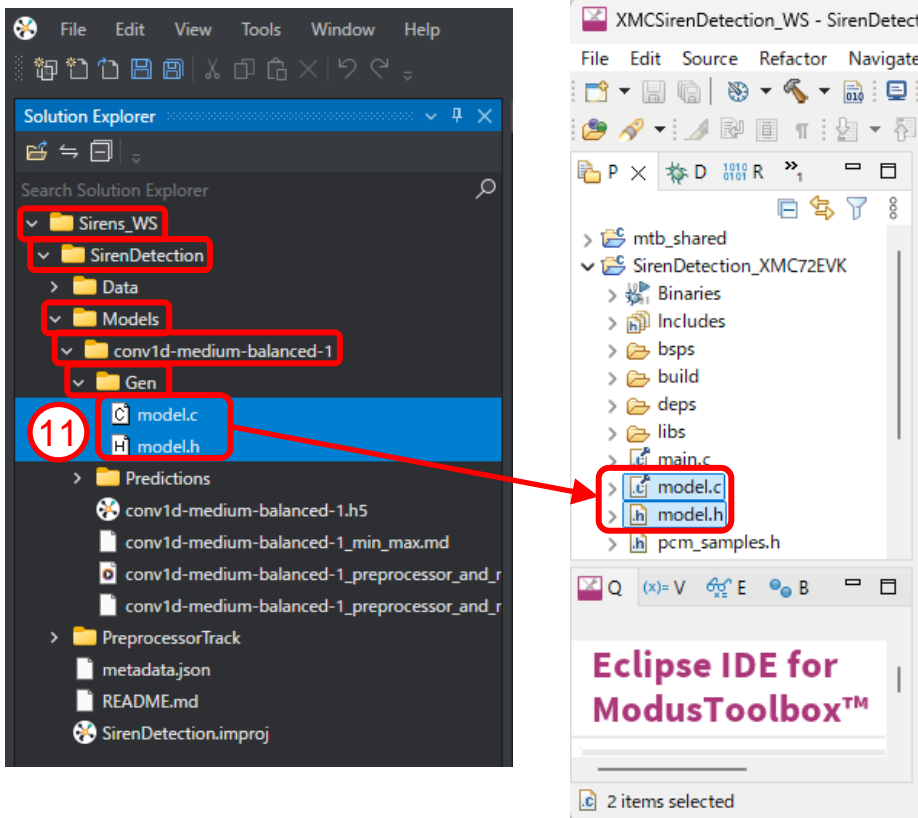 File Edit View Tools Window Help
Solution Explorer
Search Solution Explorer
Sirens_WS
SirenDetection
Data
Models
conv1d-medium-balanced-1
Gen
model.c
11
model.h
Predictions
conv1d-medium-balanced-1.h5
conv1d-medium-balanced-1_min_max.md
conv1d-medium-balanced-1_preprocessor_and_r
conv1d-medium-balanced-1_preprocessor_and_r
PreprocessorTrack
metadata.json
README.md
SirenDetection.improj
XMCSirenDetection_WS - SirenDetect
File Edit Source Refactor Navigate
P D R 1
mtb_shared
SirenDetection_XMC72EVK
Binaries
Includes
bsps
build
deps
libs
main.c
model.c
model.h
pcm_samples.h
Q (x)= V E B
Eclipse IDE for
ModusToolbox™
2 items selected